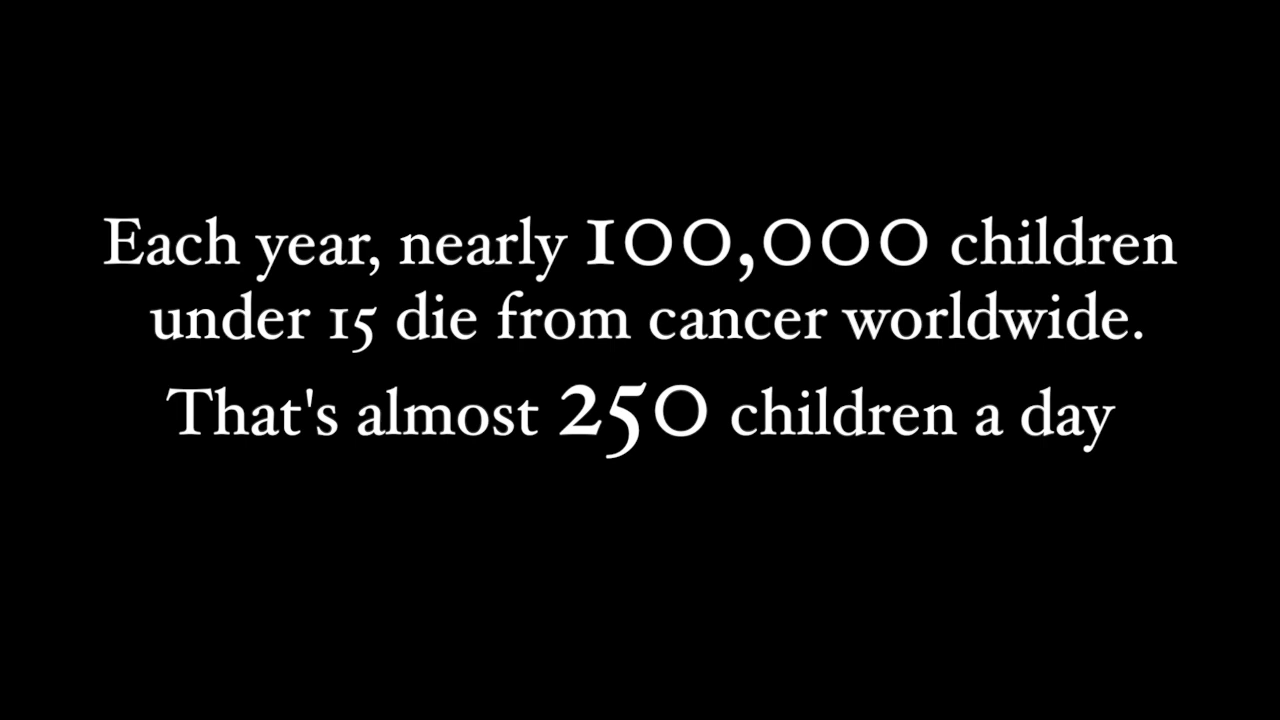 Each year, nearly 100,000 children
under 15 die from cancer worldwide.
That's almost 250 children a day